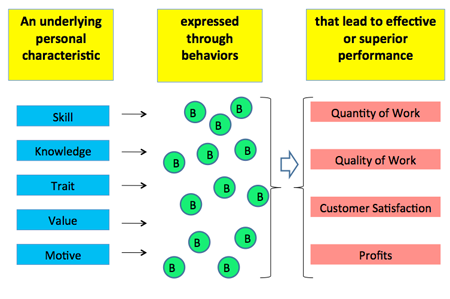 An underlying
personal
characteristic
expressed
through
behaviors
that lead to effective
or superior
performance
Skill
Knowledge
Trait
Value
Motive
B
B
B
B
B
B
B
B
B
B
B
B
Quantity of Work
Quality of Work
Customer Satisfaction
Profits